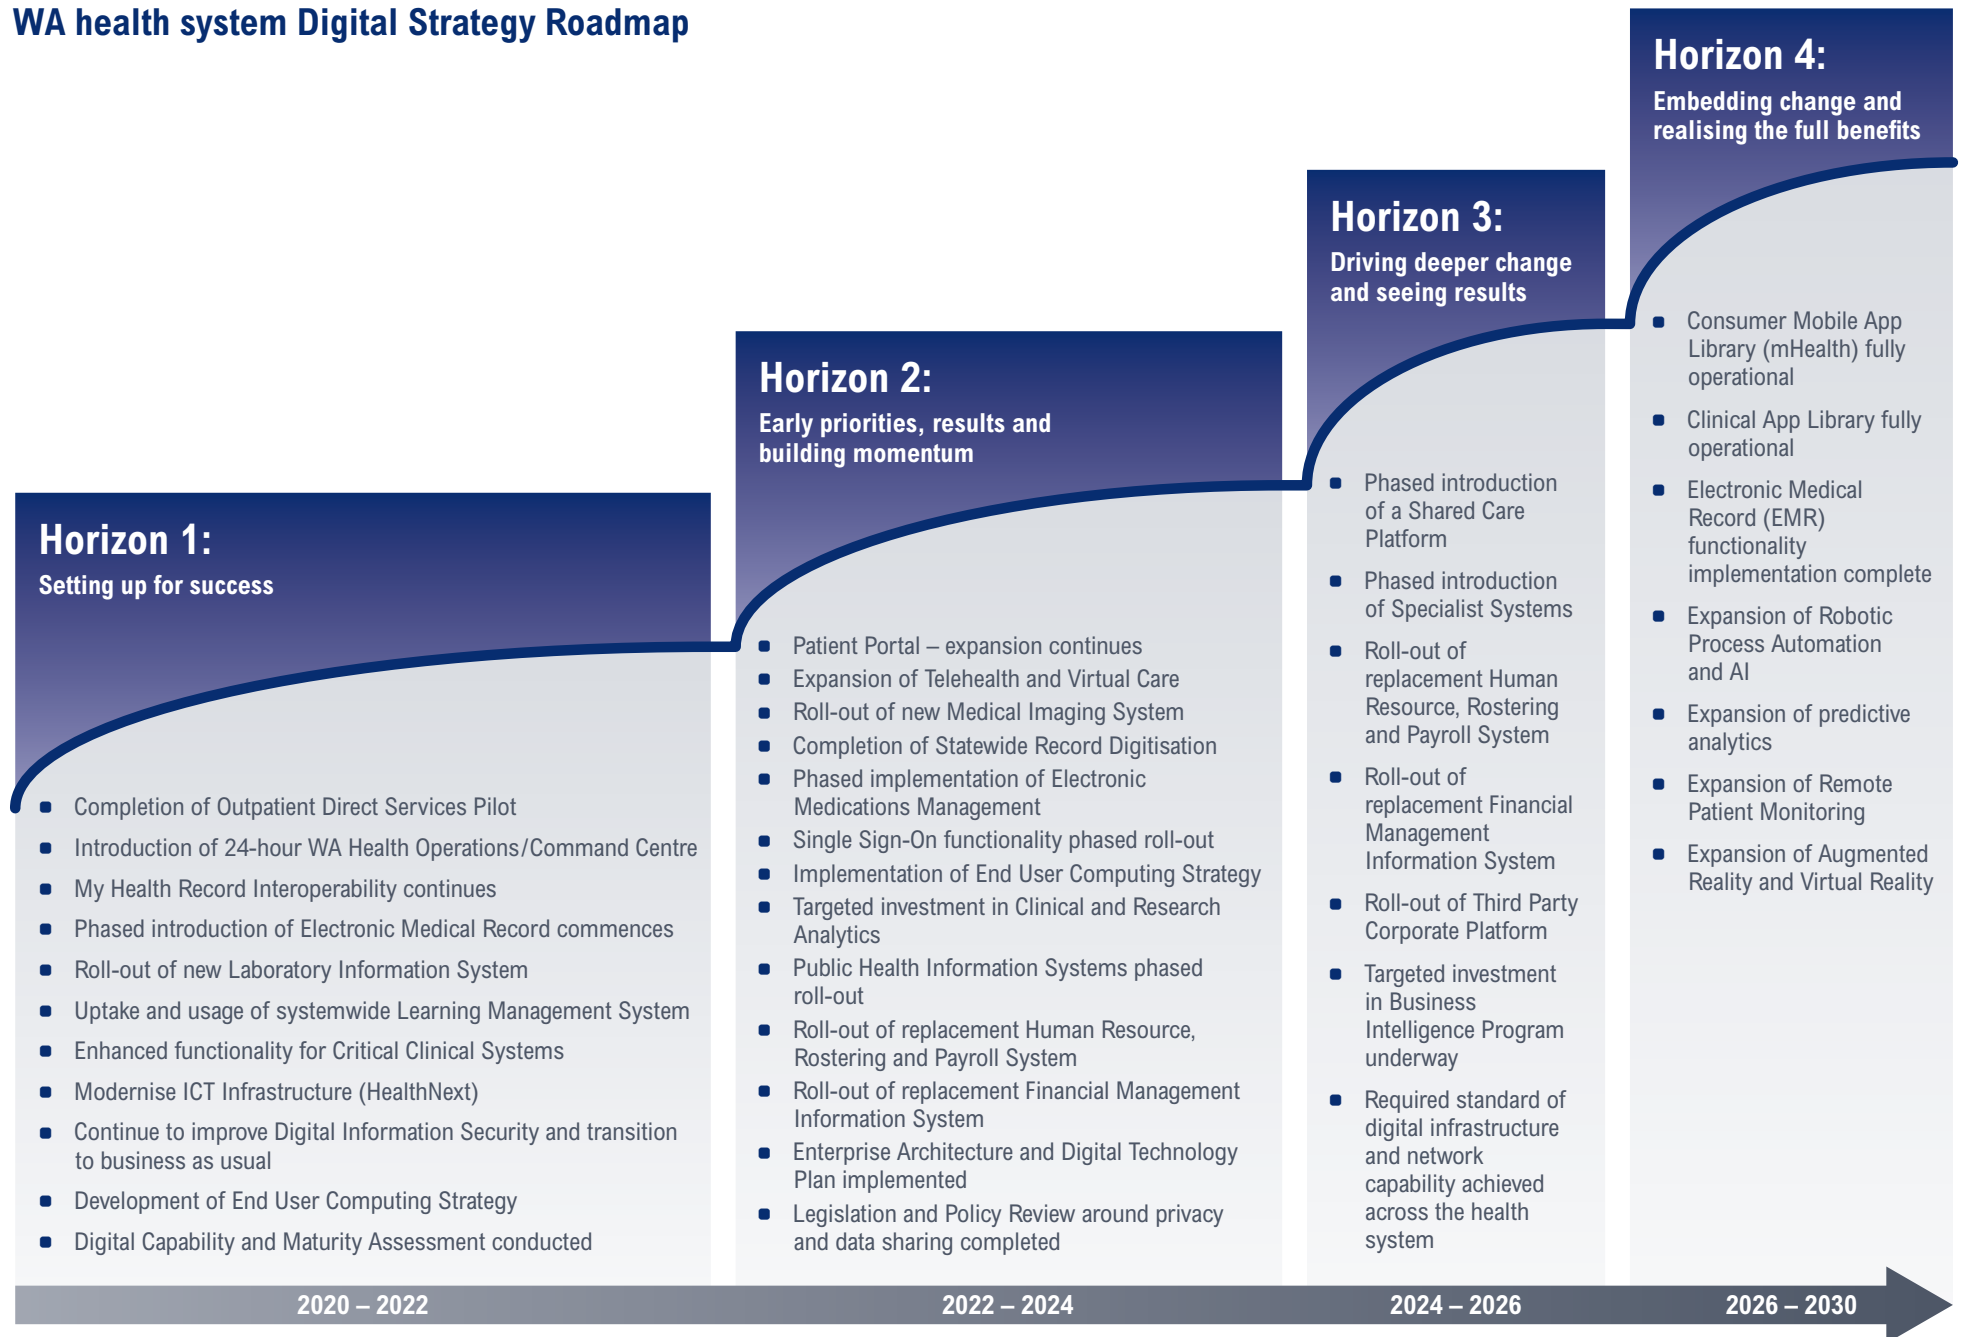 WA health system Digital Strategy Roadmap
Horizon 1:
Setting up for success
Completion of Outpatient Direct Services Pilot
Introduction of 24-hour WA Health Operations/Command Centre
My Health Record Interoperability continues
Phased introduction of Electronic Medical Record commences
Roll-out of new Laboratory Information System
Uptake and usage of systemwide Learning Management System
Enhanced functionality for Critical Clinical Systems
Modernise ICT Infrastructure (HealthNext)
Continue to improve Digital Information Security and transition
to business as usual
Development of End User Computing Strategy
Digital Capability and Maturity Assessment conducted
2020 – 2022
Horizon 2:
Early priorities, results and
building momentum
Patient Portal – expansion continues
Expansion of Telehealth and Virtual Care
Roll-out of new Medical Imaging System
Completion of Statewide Record Digitisation
Phased implementation of Electronic
Medications Management
Single Sign-On functionality phased roll-out
Implementation of End User Computing Strategy
Targeted investment in Clinical and Research
Analytics
Public Health Information Systems phased
roll-out
Roll-out of replacement Human Resource,
Rostering and Payroll System
Roll-out of replacement Financial Management
Information System
Enterprise Architecture and Digital Technology
Plan implemented
Legislation and Policy Review around privacy
and data sharing completed
2022 – 2024
Horizon 3:
Driving deeper change
and seeing results
Phased introduction
of a Shared Care
Platform
Phased introduction
of Specialist Systems
Roll-out of
replacement Human
Resource, Rostering
and Payroll System
Roll-out of
replacement Financial
Management
Information System
Roll-out of Third Party
Corporate Platform
Targeted investment
in Business
Intelligence Program
underway
Required standard of
digital infrastructure
and network
capability achieved
across the health
system
2024 – 2026
Horizon 4:
Embedding change and
realising the full benefits
Consumer Mobile App
Library (mHealth) fully
operational
Clinical App Library fully
operational
Electronic Medical
Record (EMR)
functionality
implementation complete
Expansion of Robotic
Process Automation
and AI
Expansion of predictive
analytics
Expansion of Remote
Patient Monitoring
Expansion of Augmented
Reality and Virtual Reality
2026 – 2030